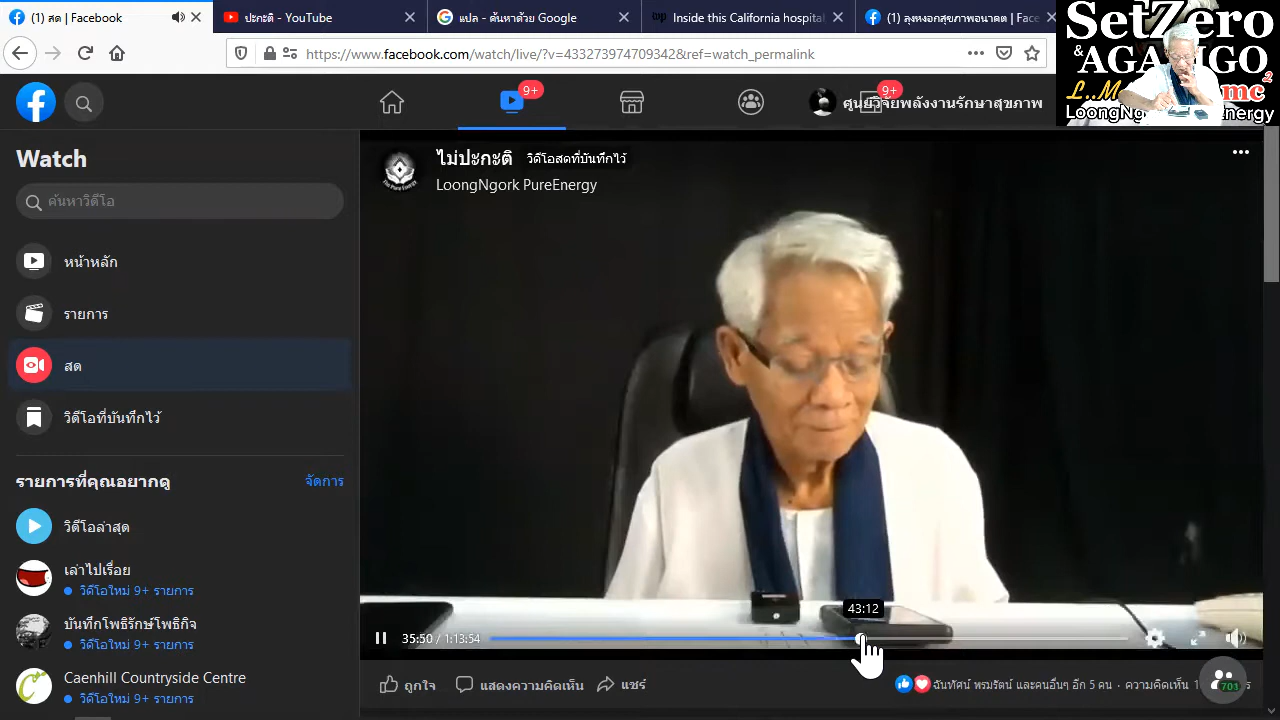 (1) สด | Facebook
ปะกะติ - YouTube
แปล - ค้นหาด้วย Google
Inside this California hospital
(1) ลุงหงอกสุขภาพอนาคต | Face
https://www.facebook.com/watch/live/?v=433273974709342&ref=watch_permalink
SetZero
&
L..M
mc²
9+
9+
ศูนย์วิจัยพลังงานรักษาสุขภาพ
Watch
ค้นหาวิดีโอ
หน้าหลัก
รายการ
สด
วิดีโอที่บันทึกไว้
รายการที่คุณอยากดู
จัดการ
วิดีโอล่าสุด
เล่าไปเรื่อย
วิดีโอใหม่ 9+ รายการ
บันทึกโพธิรักษ์โพธิกิจ
วิดีโอใหม่ 9+ รายการ
Caenhill Countryside Centre
วิดีโอใหม่ 9+ รายการ
ไม่ปะกะติ วิดีโอสดที่บันทึกไว้
LoongNgork PureEnergy
43:12
35:50 / 1:13:54
ถูกใจ
แสดงความคิดเห็น
แชร์
ฉันทัศน์ พรมรัตน์ และคนอื่นๆ อีก 5 คน · ความคิดเห็น 1
701